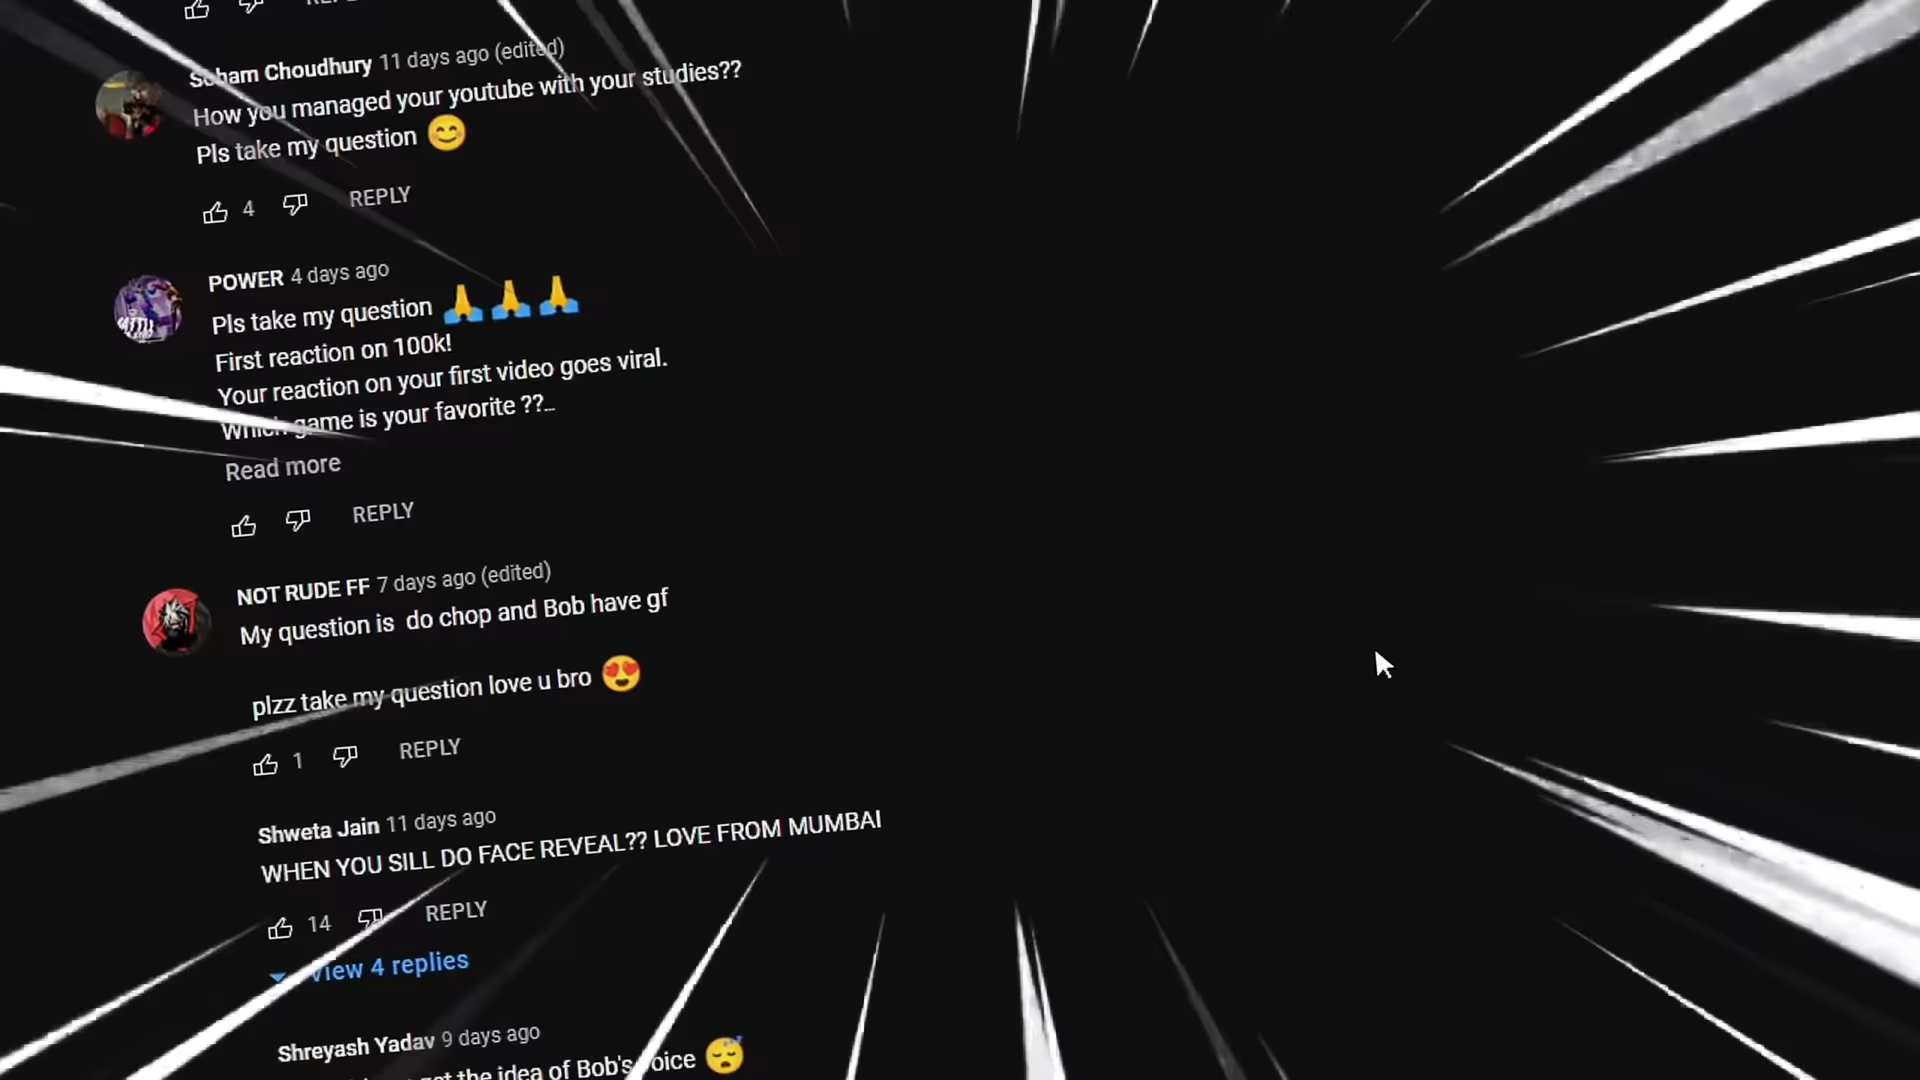 REPLY
Soham Choudhury 11 days ago (edited)
How you managed your youtube with your studies??
Pls take my question 😊
4 REPLY
POWER 4 days ago
Pls take my question 🙏🙏🙏
First reaction on 100k!
Your reaction on your first video goes viral.
Which game is your favorite ??...
Read more
REPLY
NOT RUDE FF 7 days ago (edited)
My question is do chop and Bob have gf
plzz take my question love u bro 😍
1 REPLY
Shweta Jain 11 days ago
WHEN YOU SILL DO FACE REVEAL?? LOVE FROM MUMBAI
14 REPLY
View 4 replies
Shreyash Yadav 9 days ago
the idea of Bob's voice 😴